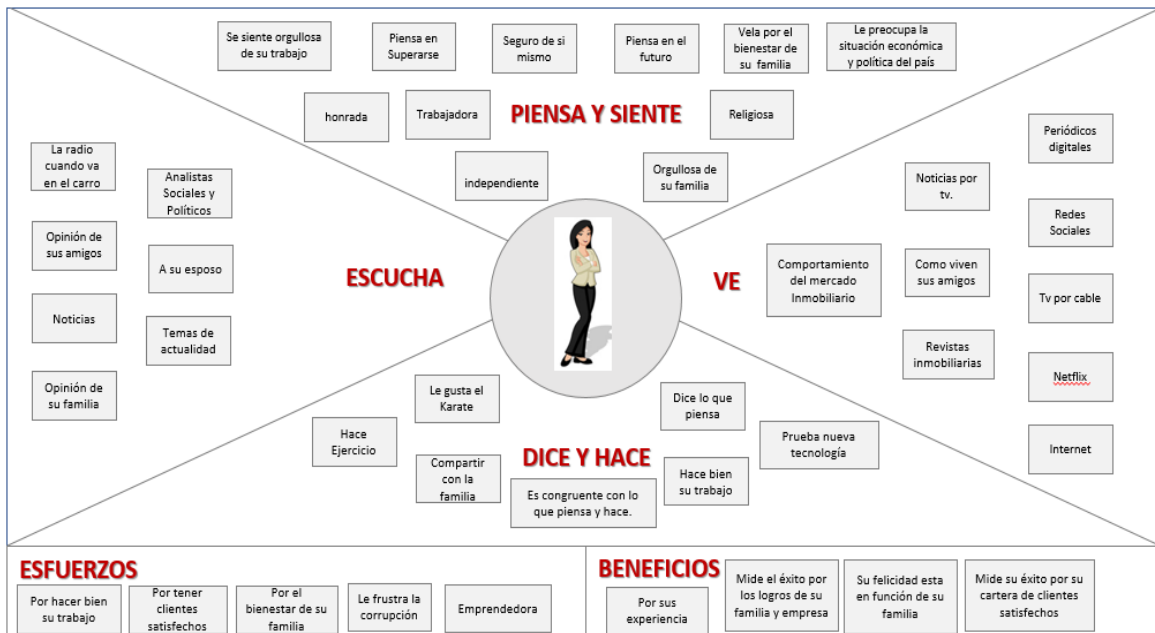 Se siente orgullosa
de su trabajo
Piensa en
Superarse
Seguro de si
mismo
Piensa en el
futuro
Vela por el
bienestar de
su familia
Le preocupa la
situación económica
y política del país
honrada
Trabajadora
PIENSA Y SIENTE
Religiosa
independiente
Orgullosa de
su familia
La radio
cuando va
en el carro
Analistas
Sociales y
Políticos
Opinión de
sus amigos
A su esposo
ESCUCHA
Noticias
Temas de
actualidad
Opinión de
su familia
VE
Comportamiento
del mercado
Inmobiliario
Noticias por
tv.
Como viven
sus amigos
Revistas
inmobiliarias
Periódicos
digitales
Redes
Sociales
Tv por cable
Netflix
Internet
Le gusta el
Karate
Dice lo que
piensa
Hace
Ejercicio
Prueba nueva
tecnología
DICE Y HACE
Compartir
con la
familia
Es congruente con lo
que piensa y hace.
Hace bien
su trabajo
ESFUERZOS
Por hacer bien
su trabajo
Por tener
clientes
satisfechos
Por el
bienestar de su
familia
Le frustra la
corrupción
Emprendedora
BENEFICIOS
Por sus
experiencia
Mide el éxito por
los logros de su
familia y empresa
Su felicidad esta
en función de su
familia
Mide su éxito por su
cartera de clientes
satisfechos